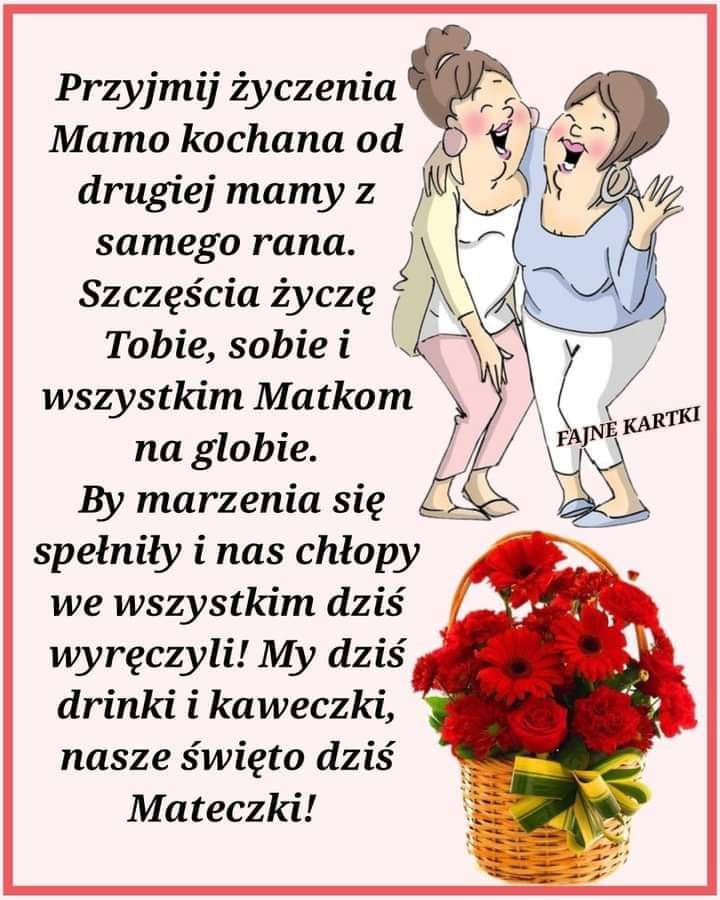 Przyjmij życzenia
Mamo kochana od
drugiej mamy z
samego rana.
Szczęścia życzę
Tobie, sobie i
wszystkim Matkom
na globie.
By marzenia się
spełniły i nas chłopy
we wszystkim dziś
wyręczyli! My dziś
drinki i kaweczki,
nasze święto dziś
Mateczki!
FAJNE KARTKI